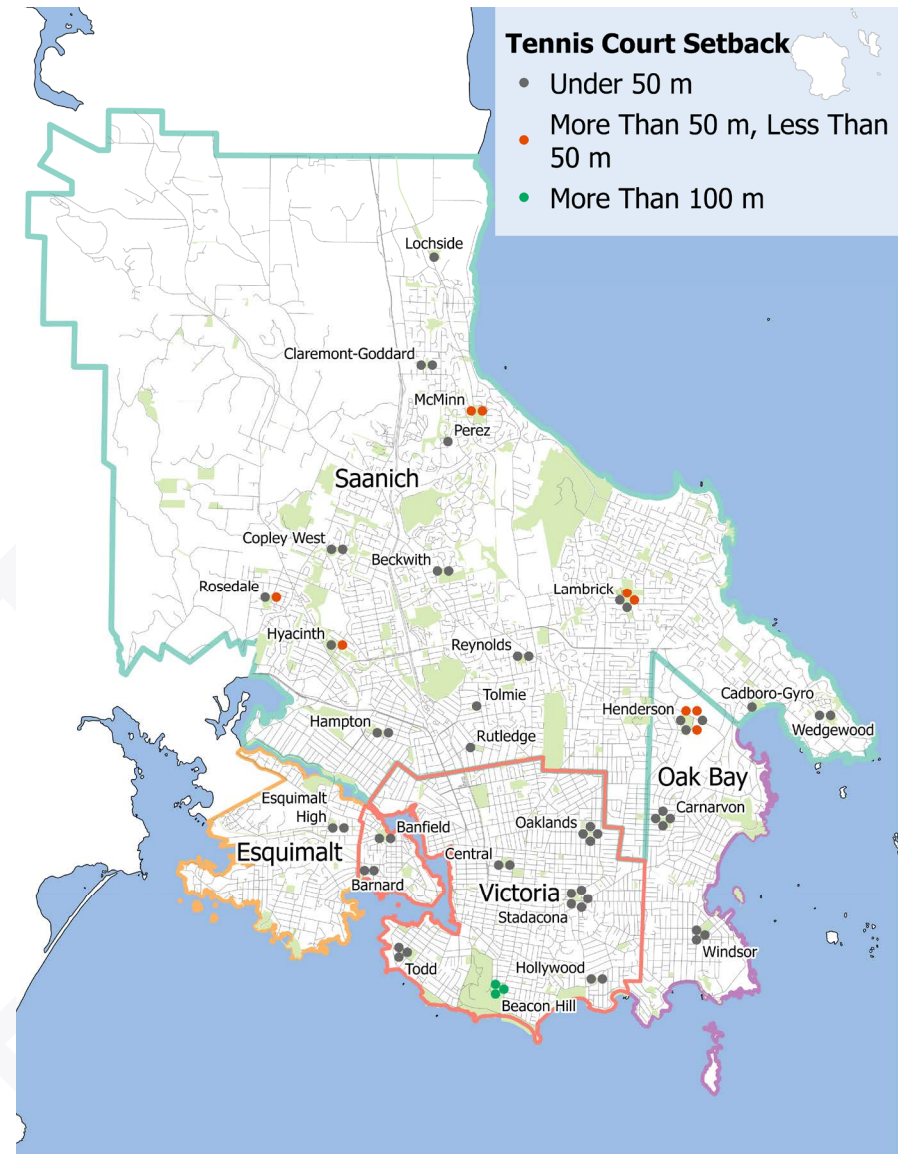 Tennis Court Setback
Under 50 m
More Than 50 m, Less Than
50 m
More Than 100 m
Lochside
Claremont-Goddard
McMinn
Perez
Saanich
Copley West
Beckwith
Rosedale
Lambrick
Hyacinth
Reynolds
Tolmie
Cadboro-Gyro
Henderson
Hampton
Wedgewood
Rutledge
Oak Bay
Esquimalt
High
Carnarvon
Oaklands
Banfield
Esquimalt
Central
Barnard
Victoria
Stadacona
Windsor
Todd
Hollywood
Beacon Hill